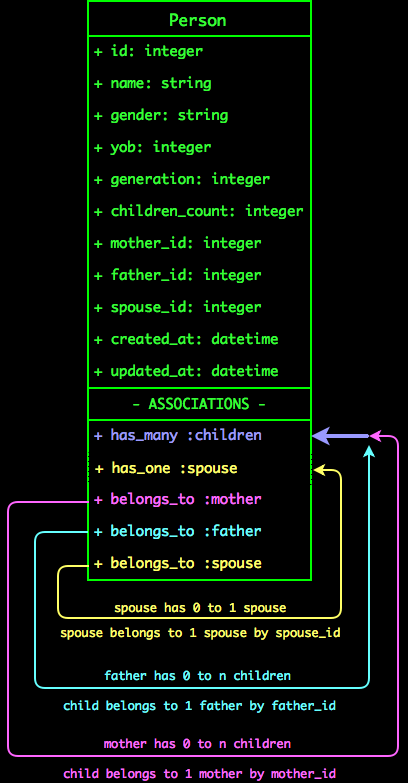 Person
+ id: integer
+ name: string
+ gender: string
+ yob: integer
+ generation: integer
+ children_count: integer
+ mother_id: integer
+ father_id: integer
+ spouse_id: integer
+ created_at: datetime
+ updated_at: datetime
- ASSOCIATIONS -
+ has_many :children
+ has_one :spouse
+ belongs_to :mother
+ belongs_to :father
+ belongs_to :spouse
spouse has 0 to 1 spouse
spouse belongs to 1 spouse by spouse_id
father has 0 to n children
child belongs to 1 father by father_id
mother has 0 to n children
child belongs to 1 mother by mother_id